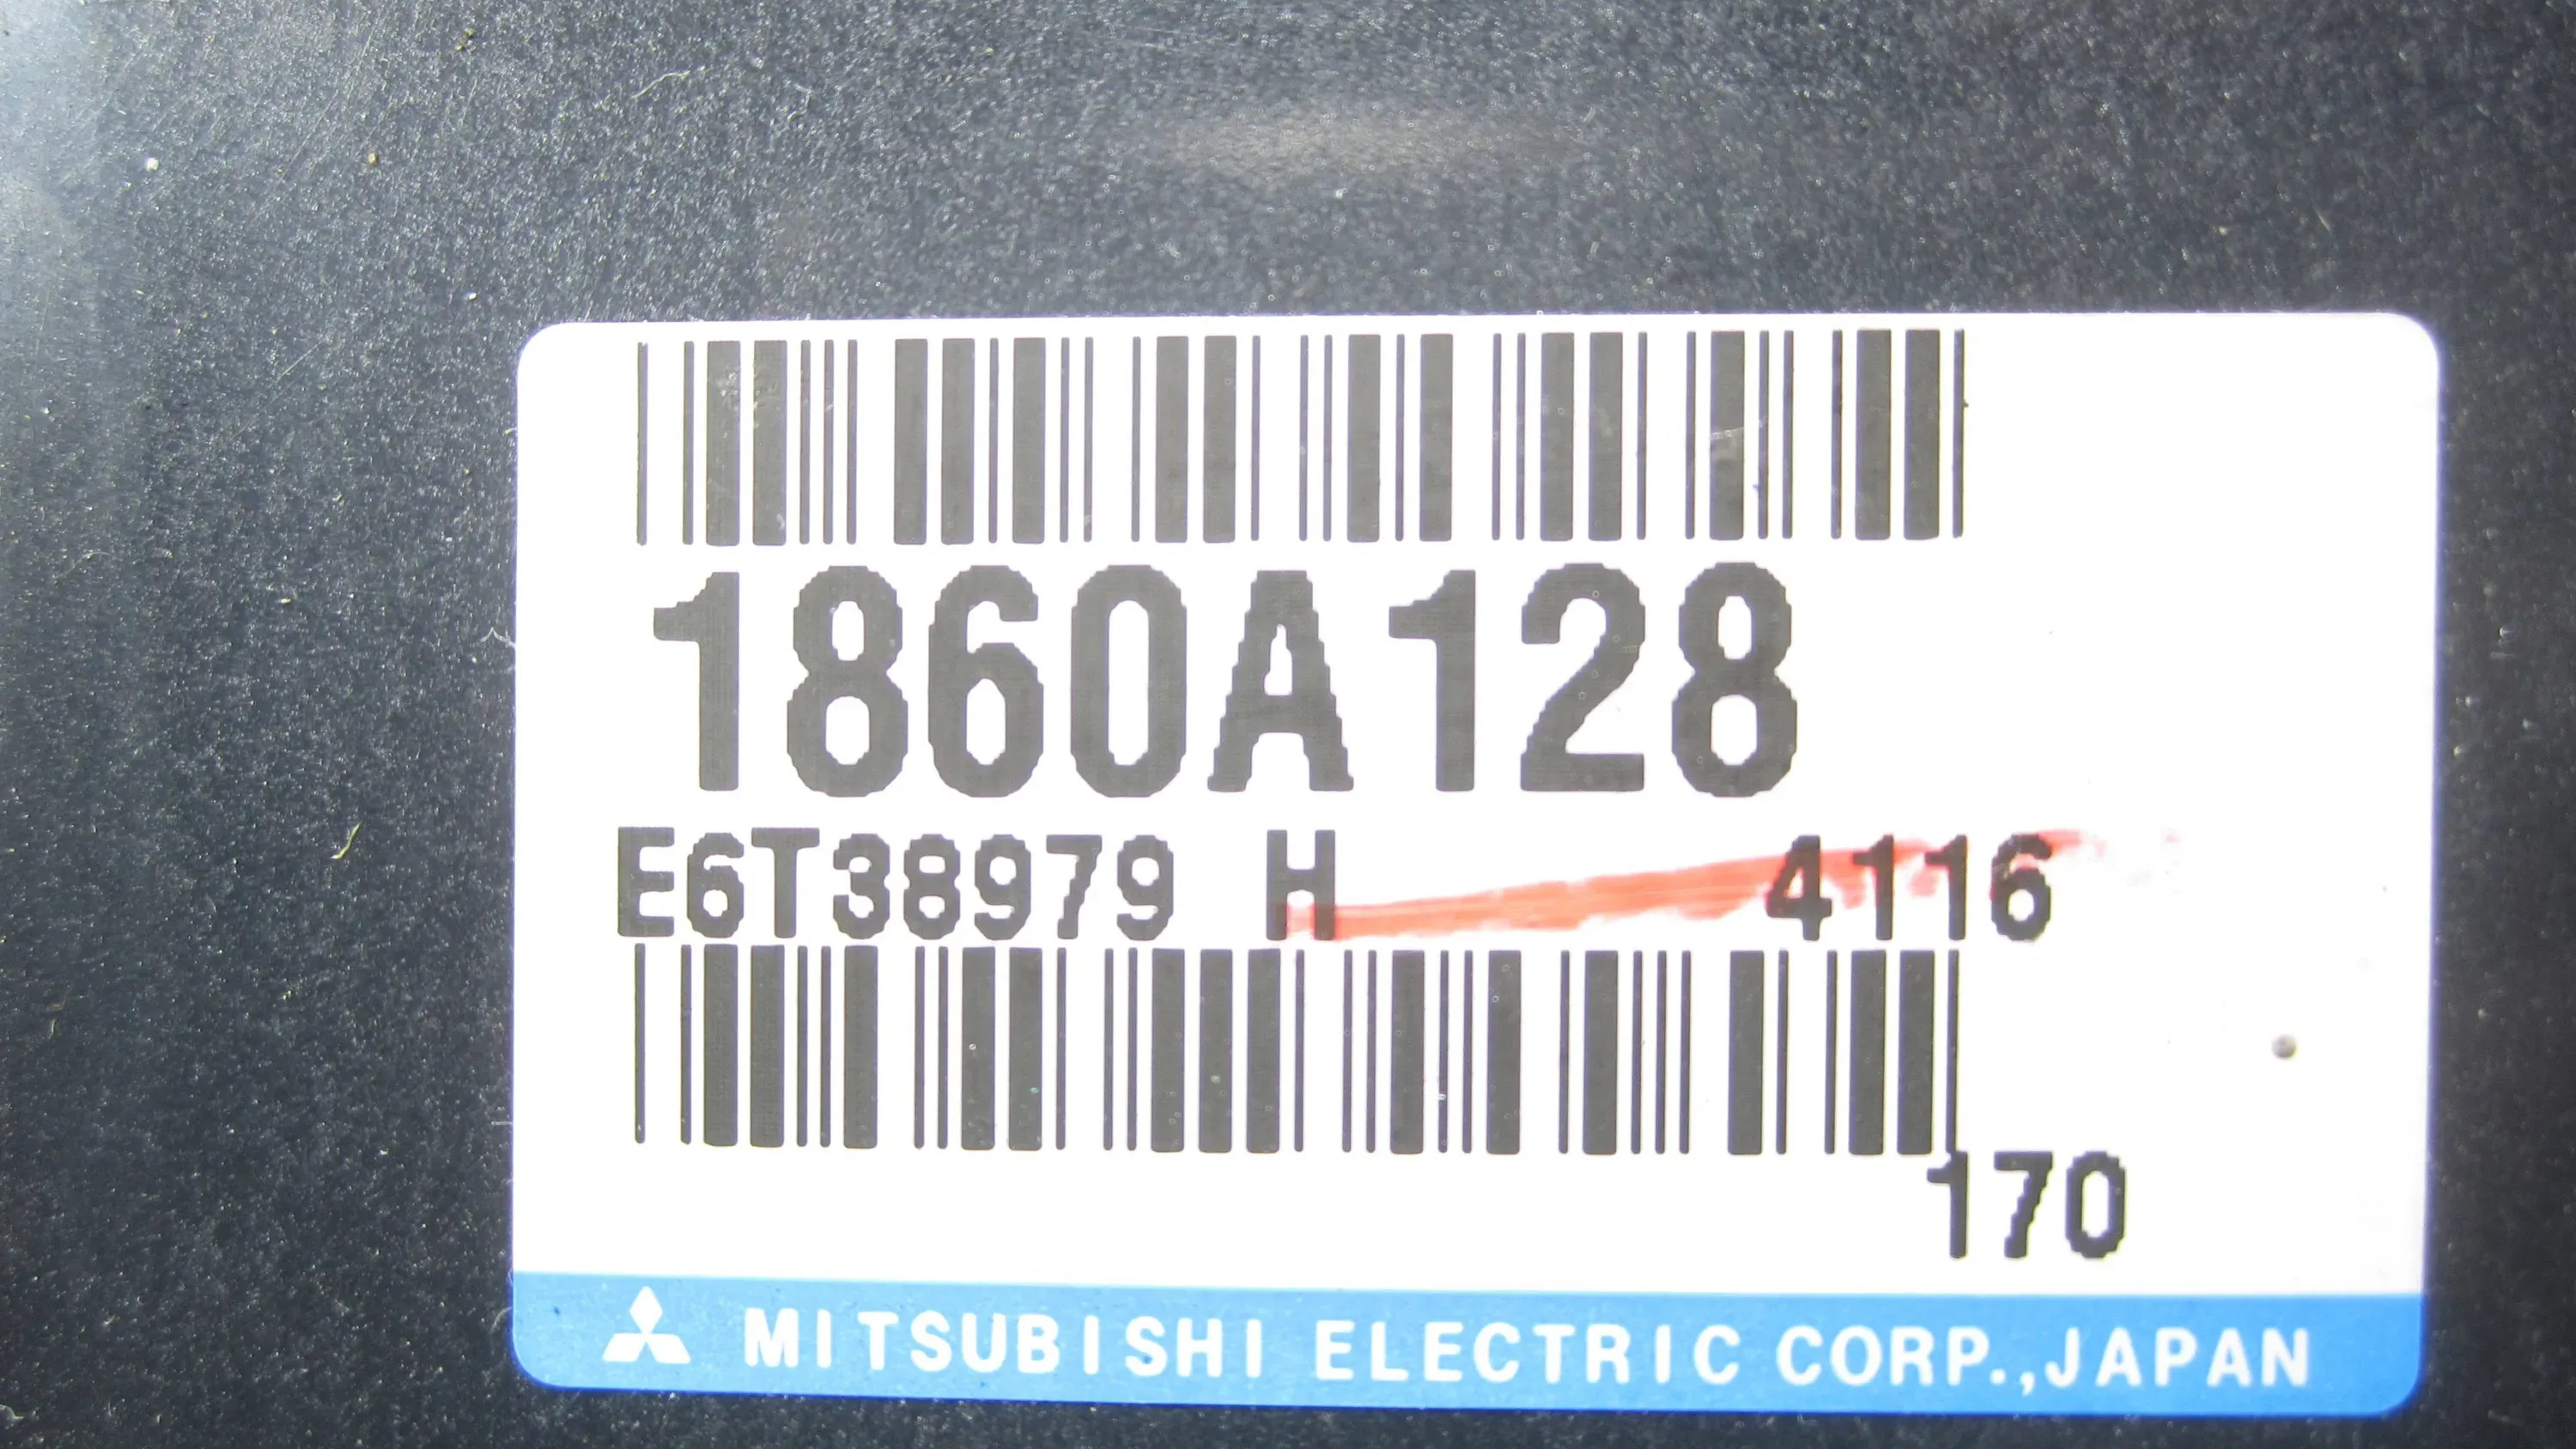 1860A128
E6T38979 H 4116
170
MITSUBISHI ELECTRIC CORP.,JAPAN